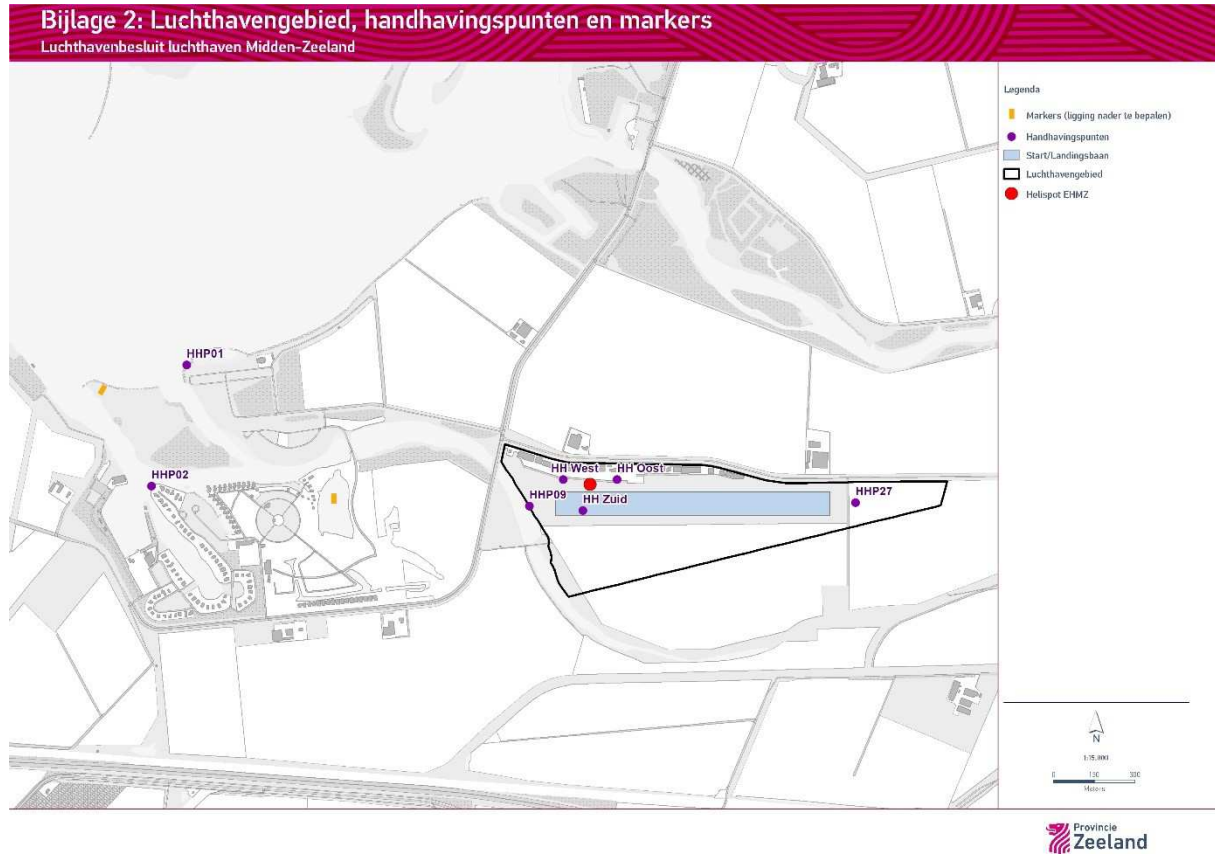 Bijlage 2: Luchthavengebied, handhavingspunten en markers
Luchthavenbesluit luchthaven Midden-Zeeland
Legenda
Markers (ligging nader te bepalen)
Handhavingspunten
Start/Landingsbaan
Luchthavengebied
Helispot EHMZ
HHP01
HHP02
HH West
HH Oost
HHP09
HH Zuid
HHP27
N
1:15.000
0 150 300
Meters
Provincie
Zeeland